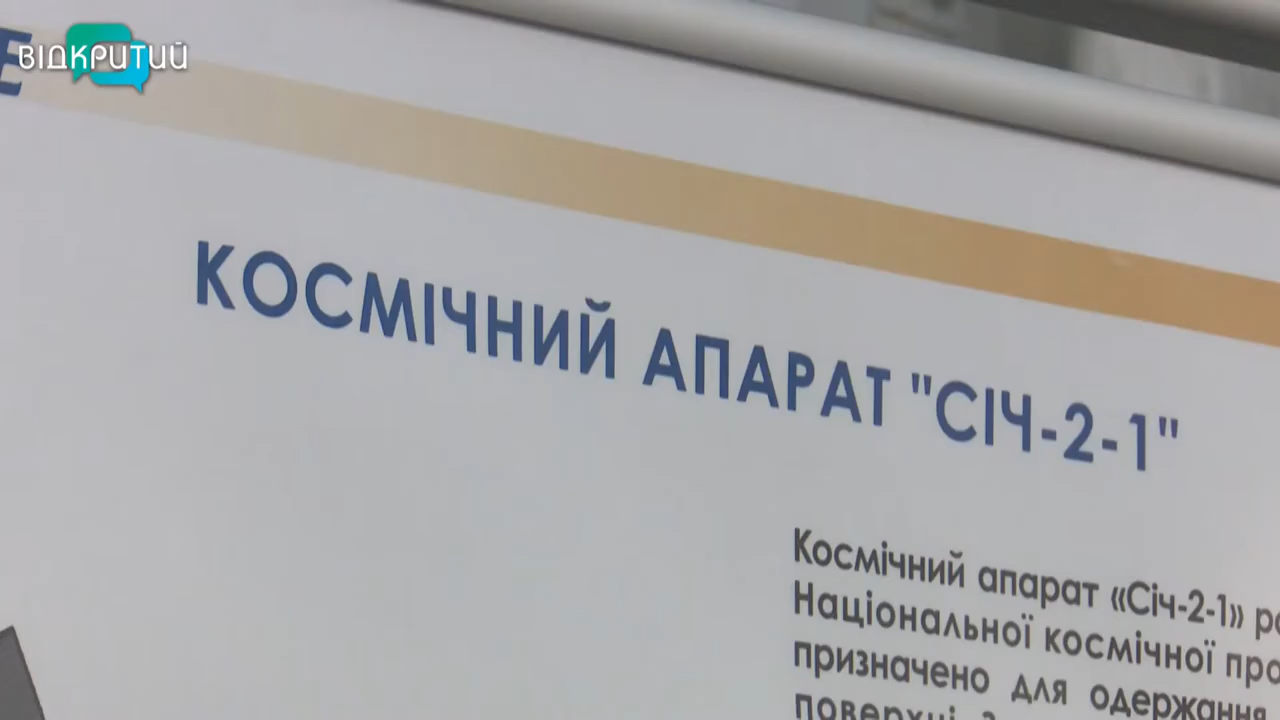 ВІДКРИТИЙ
КОСМІЧНИЙ АПАРАТ "СІЧ-2-1"
Космічний апарат «Січ-2-1»
Національної космічної
призначено для одержання